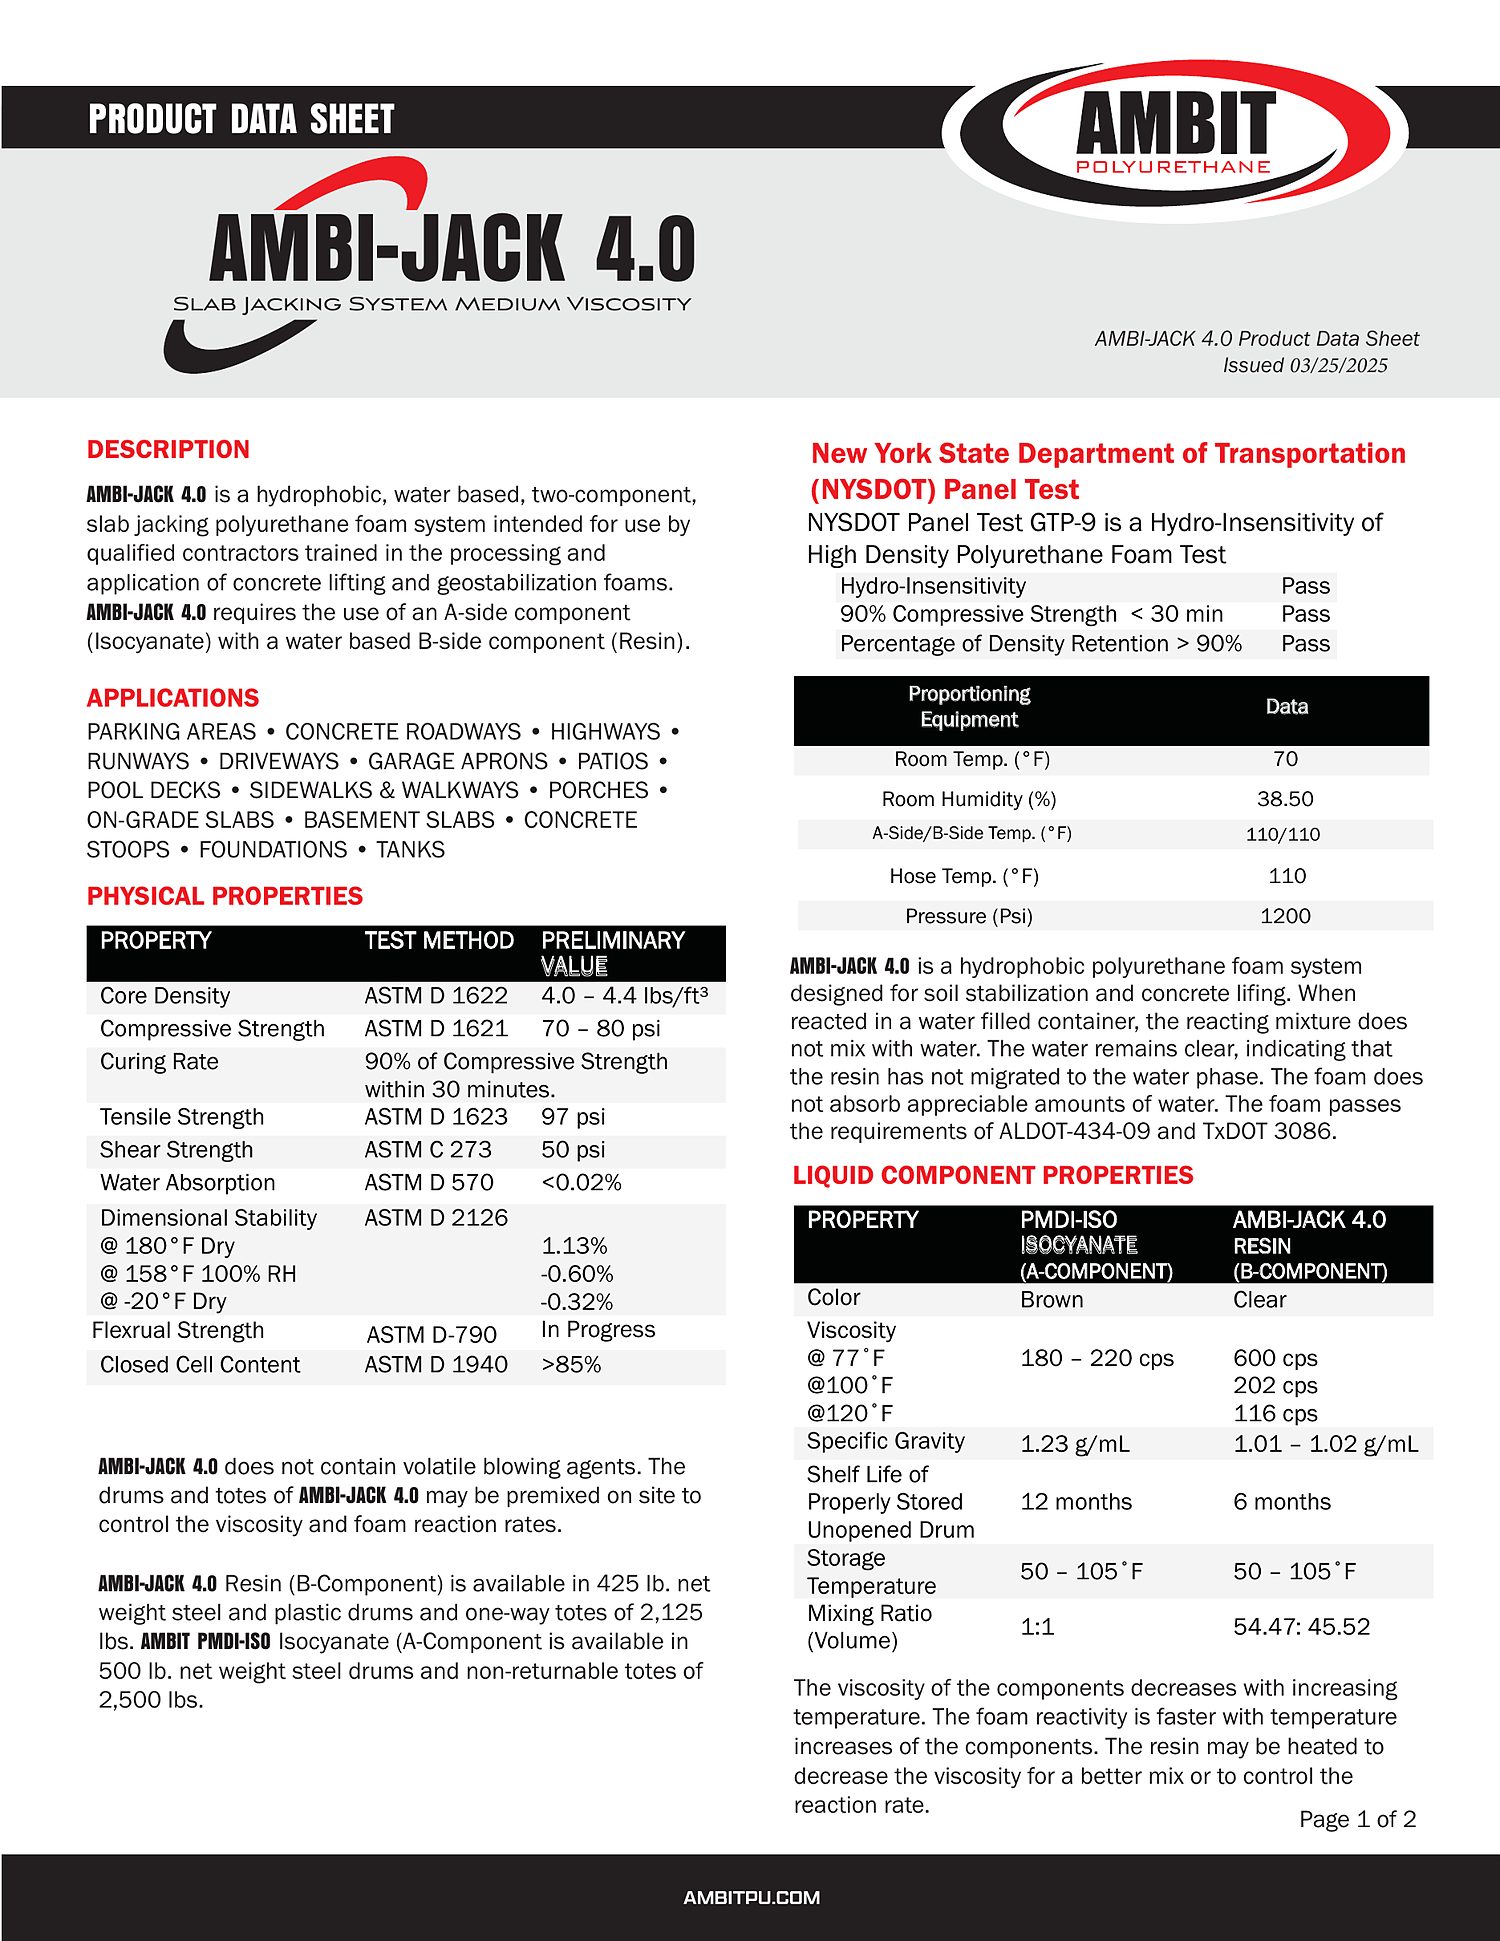 PRODUCT DATA SHEET
AMBIT
POLYURETHANE
AMBI-JACK 4.0
SLAB JACKING SYSTEM MEDIUM VISCOSITY
AMBI-JACK 4.0 Product Data Sheet
Issued 03/25/2025
DESCRIPTION
AMBI-JACK 4.0 is a hydrophobic, water based, two-component,
slab jacking polyurethane foam system intended for use by
qualified contractors trained in the processing and
application of concrete lifting and geostabilization foams.
AMBI-JACK 4.0 requires the use of an A-side component
(Isocyanate) with a water based B-side component (Resin).
APPLICATIONS
PARKING AREAS • CONCRETE ROADWAYS • HIGHWAYS •
RUNWAYS • DRIVEWAYS • GARAGE APRONS • PATIOS •
POOL DECKS • SIDEWALKS & WALKWAYS • PORCHES •
ON-GRADE SLABS • BASEMENT SLABS • CONCRETE
STOOPS • FOUNDATIONS • TANKS
PHYSICAL PROPERTIES
PROPERTY TEST METHOD PRELIMINARY
VALUE
Core Density ASTM D 1622 4.0 – 4.4 lbs/ft³
Compressive Strength ASTM D 1621 70 – 80 psi
Curing Rate 90% of Compressive Strength
within 30 minutes.
Tensile Strength ASTM D 1623 97 psi
Shear Strength ASTM C 273 50 psi
Water Absorption ASTM D 570 <0.02%
Dimensional Stability ASTM D 2126
@ 180°F Dry 1.13%
@ 158°F 100% RH -0.60%
@ -20°F Dry -0.32%
Flexrual Strength ASTM D-790 In Progress
Closed Cell Content ASTM D 1940 >85%
AMBI-JACK 4.0 does not contain volatile blowing agents. The
drums and totes of AMBI-JACK 4.0 may be premixed on site to
control the viscosity and foam reaction rates.
AMBI-JACK 4.0 Resin (B-Component) is available in 425 lb. net
weight steel and plastic drums and one-way totes of 2,125
lbs. AMBIT PMDI-ISO Isocyanate (A-Component is available in
500 lb. net weight steel drums and non-returnable totes of
2,500 lbs.
New York State Department of Transportation
(NYSDOT) Panel Test
NYSDOT Panel Test GTP-9 is a Hydro-Insensitivity of
High Density Polyurethane Foam Test
Hydro-Insensitivity Pass
90% Compressive Strength < 30 min Pass
Percentage of Density Retention > 90% Pass
Proportioning
Equipment Data
Room Temp. (°F) 70
Room Humidity (%) 38.50
A-Side/B-Side Temp. (°F) 110/110
Hose Temp. (°F) 110
Pressure (Psi) 1200
AMBI-JACK 4.0 is a hydrophobic polyurethane foam system
designed for soil stabilization and concrete lifing. When
reacted in a water filled container, the reacting mixture does
not mix with water. The water remains clear, indicating that
the resin has not migrated to the water phase. The foam does
not absorb appreciable amounts of water. The foam passes
the requirements of ALDOT-434-09 and TxDOT 3086.
LIQUID COMPONENT PROPERTIES
PROPERTY PMDI-ISO AMBI-JACK 4.0
ISOCYANATE RESIN
(A-COMPONENT) (B-COMPONENT)
Color Brown Clear
Viscosity
@ 77˚F 180 – 220 cps 600 cps
@100˚F 202 cps
@120˚F 116 cps
Specific Gravity 1.23 g/mL 1.01 – 1.02 g/mL
Shelf Life of
Properly Stored 12 months 6 months
Unopened Drum
Storage
Temperature 50 – 105˚F 50 – 105˚F
Mixing Ratio
(Volume) 1:1 54.47: 45.52
The viscosity of the components decreases with increasing
temperature. The foam reactivity is faster with temperature
increases of the components. The resin may be heated to
decrease the viscosity for a better mix or to control the
reaction rate.
Page 1 of 2
AMBITPU.COM